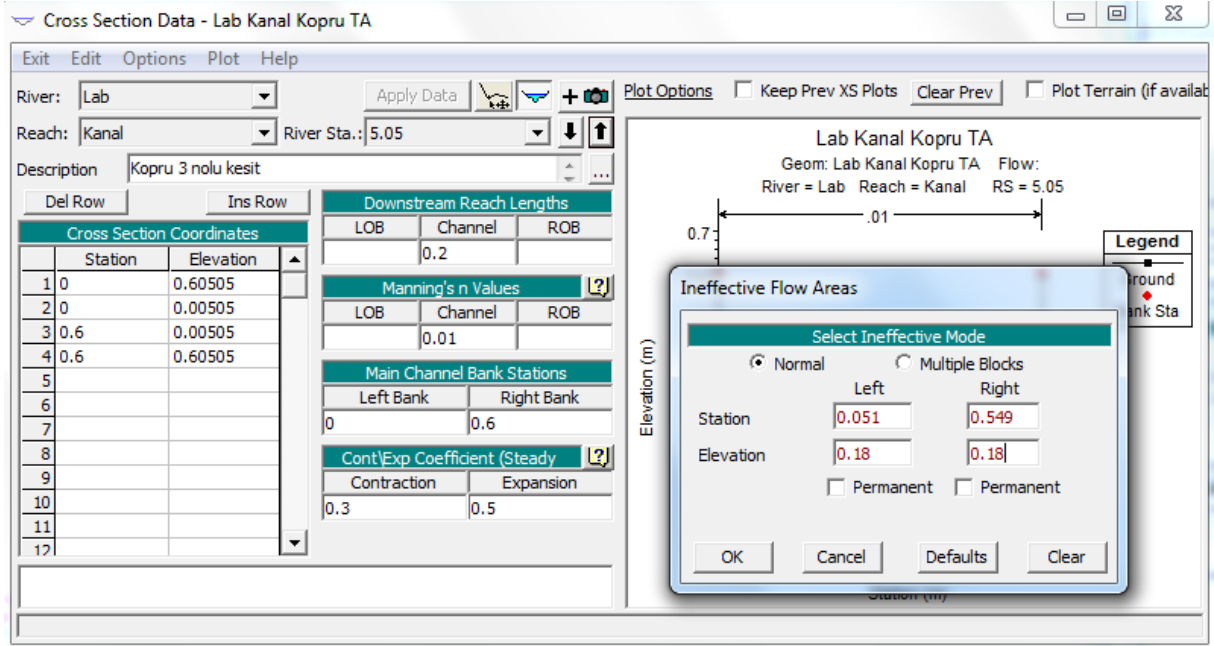 Cross Section Data - Lab Kanal Kopru TA
Exit Edit Options Plot Help
River: Lab Apply Data + Plot Options Keep Prev XS Plots Clear Prev Plot Terrain (if availab
Reach: Kanal River Sta.: 5.05
Description Kopru 3 nolu kesit ...
Del Row Ins Row
Cross Section Coordinates
Station Elevation
1 0 0.60505
2 0 0.00505
3 0.6 0.00505
4 0.6 0.60505
5
6
7
8
9
10
11
12
Downstream Reach Lengths
LOB Channel ROB
0.2
Manning's n Values
LOB Channel ROB
0.01
Main Channel Bank Stations
Left Bank Right Bank
0 0.6
Cont\Exp Coefficient (Steady
Contraction Expansion
0.3 0.5
Lab Kanal Kopru TA
Geom: Lab Kanal Kopru TA Flow:
River = Lab Reach = Kanal RS = 5.05
.01
0.7
Elevation (m)
Legend
Ground
Bank Sta
Ineffective Flow Areas
Select Ineffective Mode
Normal Multiple Blocks
Left Right
Station 0.051 0.549
Elevation 0.18 0.18
Permanent Permanent
OK Cancel Defaults Clear
Station (m)